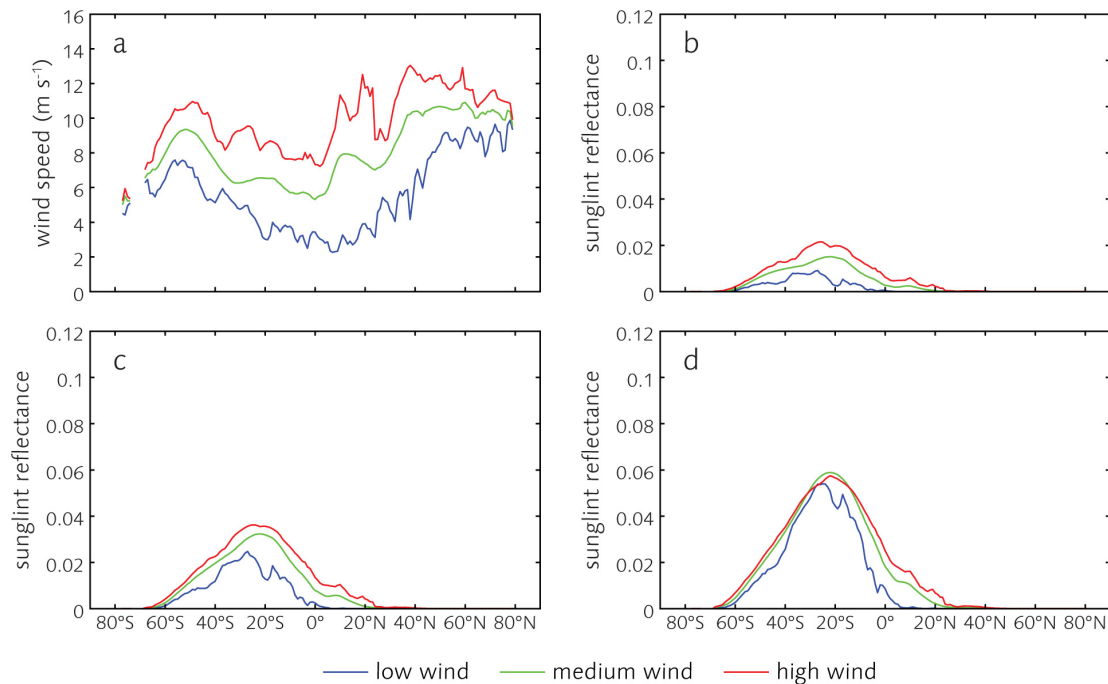 a
wind speed (m s⁻¹)
16
14
12
10
8
6
4
2
0
b
sunglint reflectance
0.12
0.1
0.08
0.06
0.04
0.02
0
c
sunglint reflectance
0.12
0.1
0.08
0.06
0.04
0.02
0
80°S 60°S 40°S 20°S 0° 20°N 40°N 60°N 80°N
d
sunglint reflectance
0.12
0.1
0.08
0.06
0.04
0.02
0
80°S 60°S 40°S 20°S 0° 20°N 40°N 60°N 80°N
low wind medium wind high wind